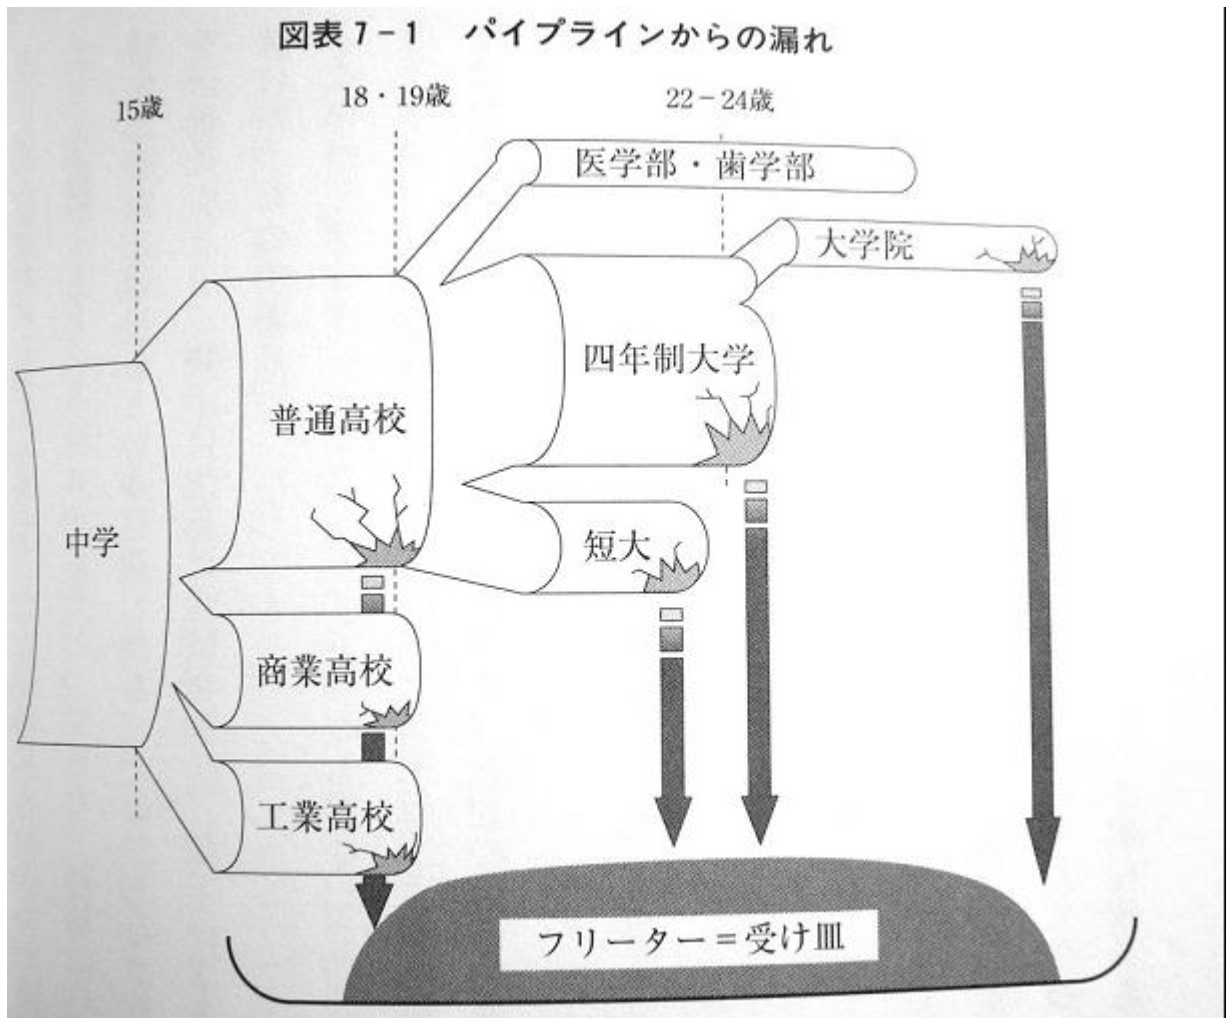 図表7-1 パイプラインからの漏れ
15歳
18・19歳
22-24歳
医学部・歯学部
大学院
四年制大学
普通高校
中学
短大
商業高校
工業高校
フリーター=受け皿